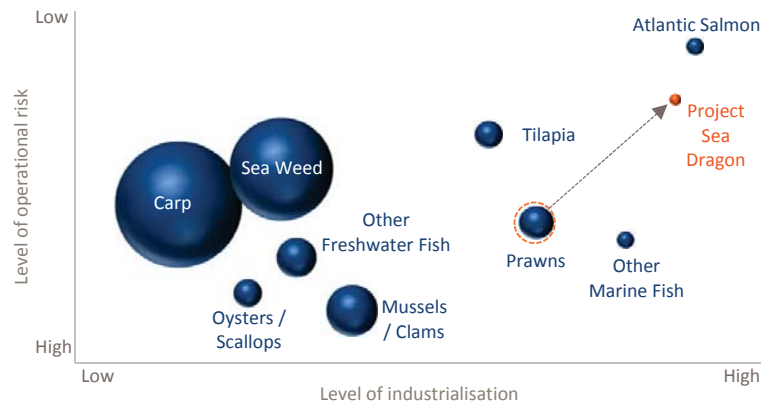 Low
Level of operational risk
High
Atlantic Salmon
Project
Sea
Dragon
Tilapia
Sea Weed
Carp
Other
Freshwater Fish
Prawns
Other
Marine Fish
Oysters /
Scallops
Mussels
/ Clams
Low
Level of industrialisation
High